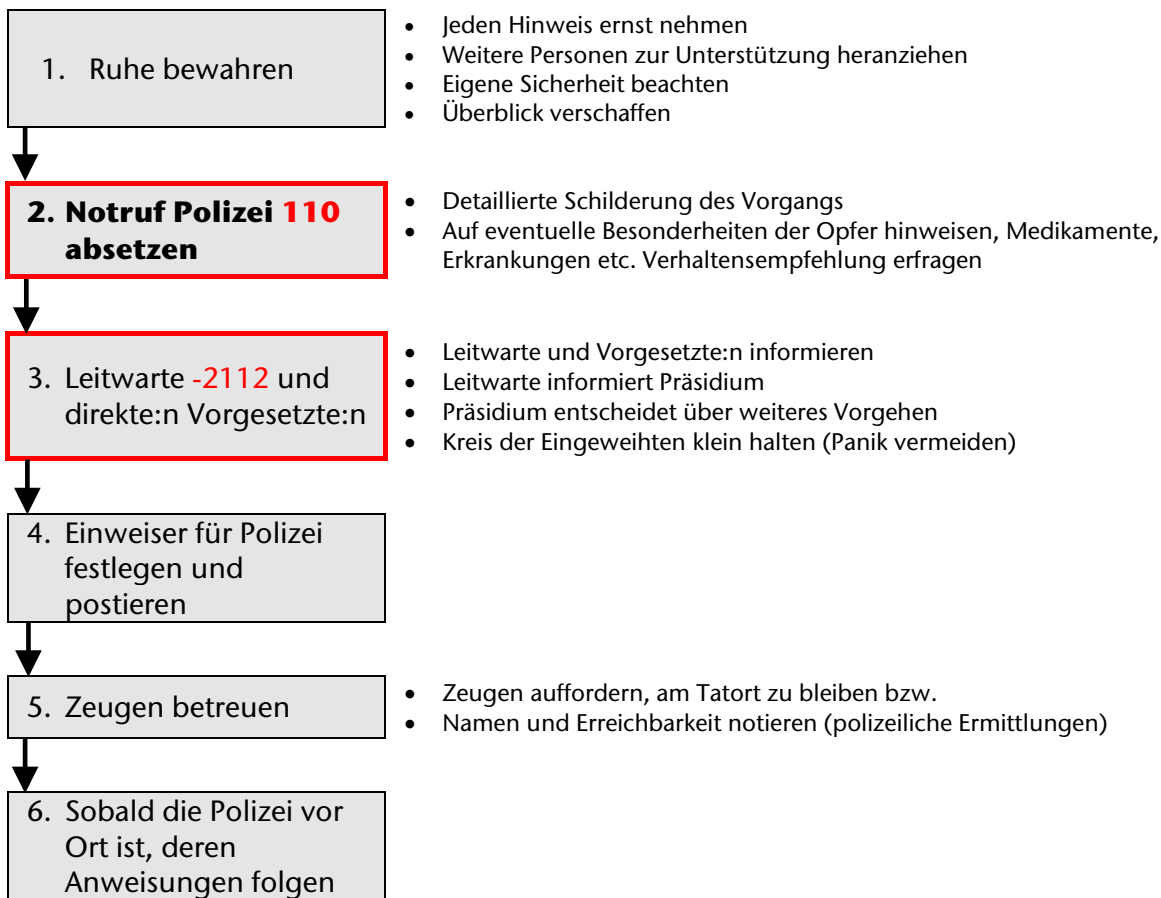 1. Ruhe bewahren
• Jeden Hinweis ernst nehmen
• Weitere Personen zur Unterstützung heranziehen
• Eigene Sicherheit beachten
• Überblick verschaffen
2. Notruf Polizei 110
absetzen
• Detaillierte Schilderung des Vorgangs
• Auf eventuelle Besonderheiten der Opfer hinweisen, Medikamente,
Erkrankungen etc. Verhaltensempfehlung erfragen
3. Leitwarte -2112 und
direkte:n Vorgesetzte:n
• Leitwarte und Vorgesetzte:n informieren
• Leitwarte informiert Präsidium
• Präsidium entscheidet über weiteres Vorgehen
• Kreis der Eingeweihten klein halten (Panik vermeiden)
4. Einweiser für Polizei
festlegen und
postieren
5. Zeugen betreuen
• Zeugen auffordern, am Tatort zu bleiben bzw.
• Namen und Erreichbarkeit notieren (polizeiliche Ermittlungen)
6. Sobald die Polizei vor
Ort ist, deren
Anweisungen folgen